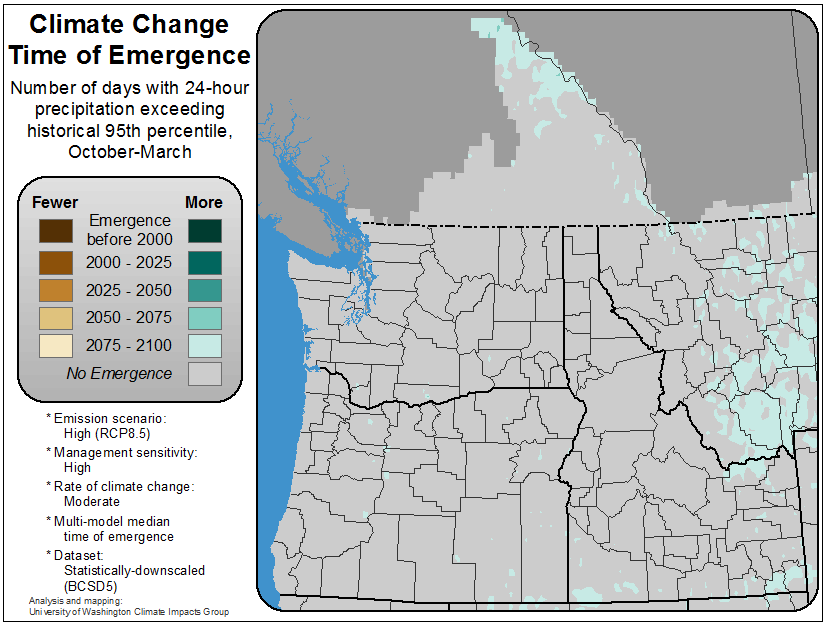 Climate Change
Time of Emergence
Number of days with 24-hour
precipitation exceeding
historical 95th percentile,
October-March
Fewer More
Emergence
before 2000
2000 - 2025
2025 - 2050
2050 - 2075
2075 - 2100
No Emergence
* Emission scenario:
High (RCP8.5)
* Management sensitivity:
High
* Rate of climate change:
Moderate
* Multi-model median
time of emergence
* Dataset:
Statistically-downscaled
(BCSD5)
Analysis and mapping:
University of Washington Climate Impacts Group